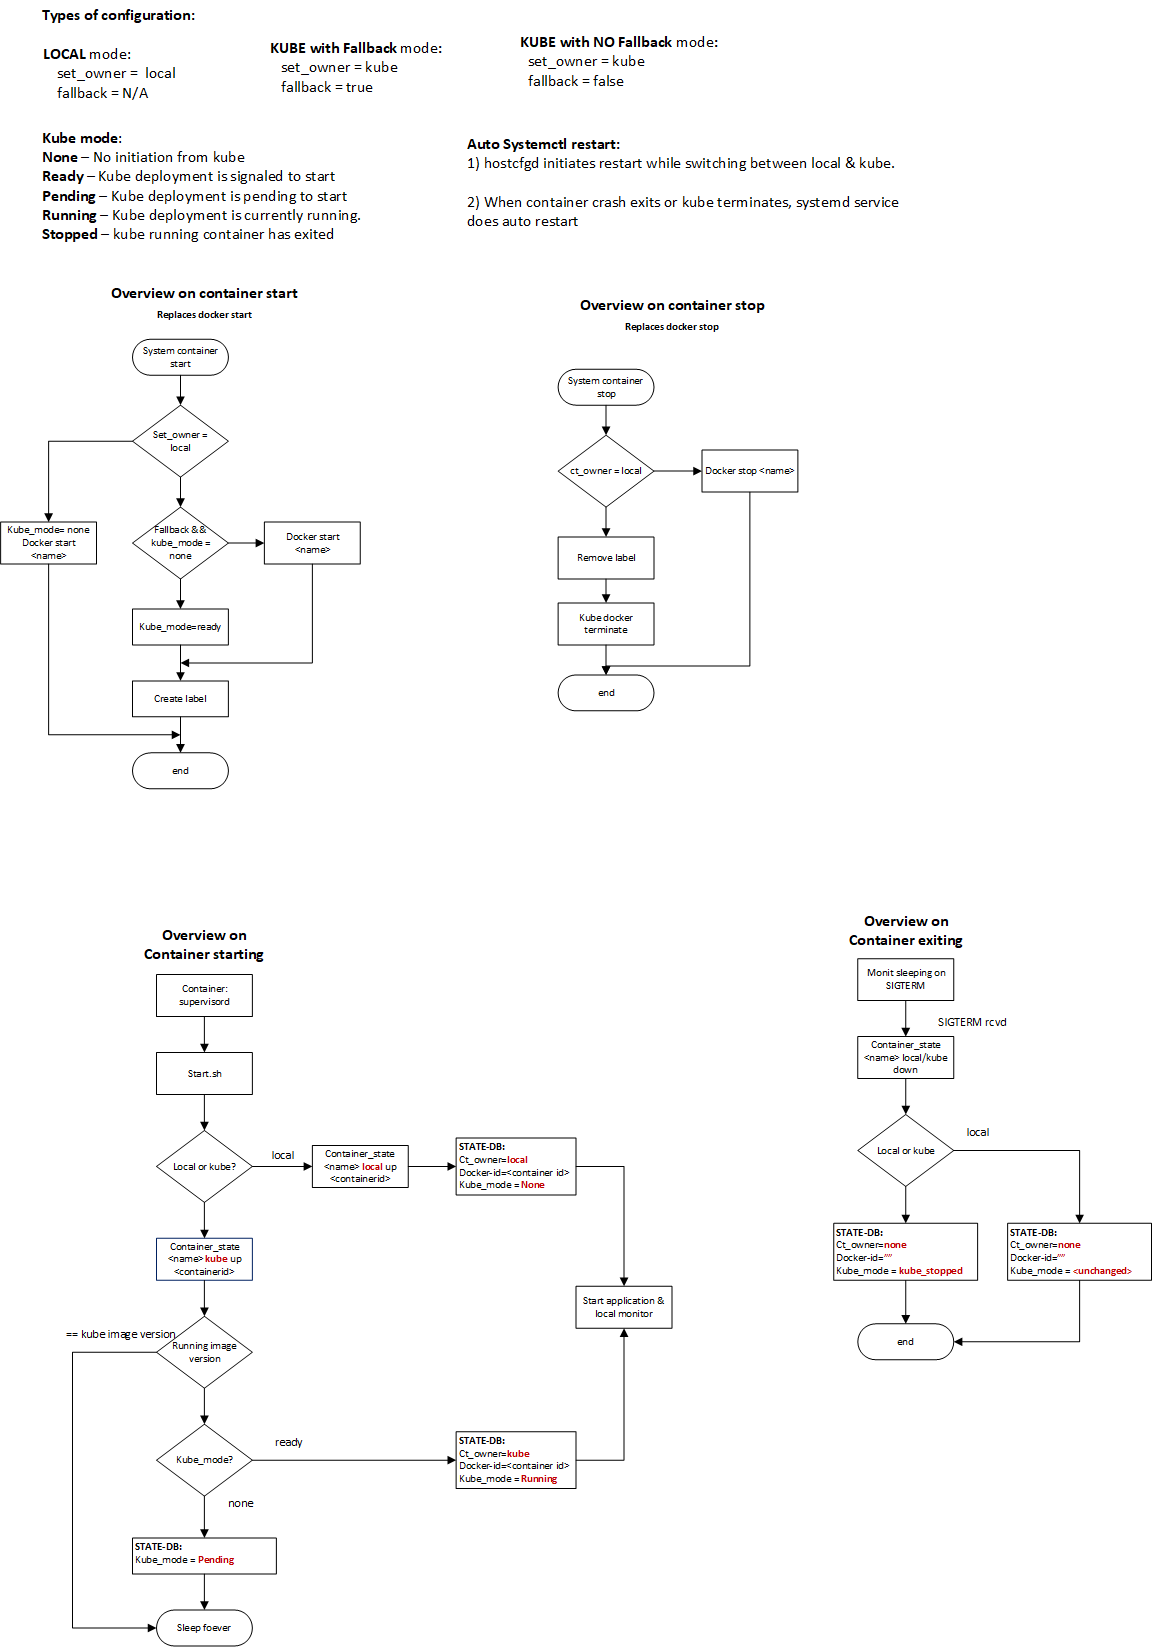 Types of configuration:
LOCAL mode:
set_owner = local
fallback = N/A
KUBE with Fallback mode:
set_owner = kube
fallback = true
KUBE with NO Fallback mode:
set_owner = kube
fallback = false
Kube mode:
None – No initiation from kube
Ready – Kube deployment is signaled to start
Pending – Kube deployment is pending to start
Running – Kube deployment is currently running.
Stopped – kube running container has exited
Auto Systemctl restart:
1) hostcfgd initiates restart while switching between local & kube.
2) When container crash exits or kube terminates, systemd service
does auto restart
Overview on container start
Replaces docker start
System container
start
Set_owner =
local
Kube_mode= none
Docker start
<name>
Fallback &&
kube_mode =
none
Docker start
<name>
Kube_mode=ready
Create label
end
Overview on container stop
Replaces docker stop
System container
stop
ct_owner = local
Docker stop <name>
Remove label
Kube docker
terminate
end
Overview on
Container starting
Container:
supervisord
Start.sh
Local or kube?
local
Container_state
<name> local up
<containerid>
STATE-DB:
Ct_owner=local
Docker-id=<container id>
Kube_mode = None
Container_state
<name> kube up
<containerid>
Start application &
local monitor
== kube image version
Running image
version
Kube_mode?
ready
STATE-DB:
Ct_owner=kube
Docker-id=<container id>
Kube_mode = Running
none
STATE-DB:
Kube_mode = Pending
Sleep foever
Overview on
Container exiting
Monit sleeping on
SIGTERM
SIGTERM rcvd
Container_state
<name> local/kube
down
Local or kube
local
STATE-DB:
Ct_owner=none
Docker-id=""
Kube_mode = kube_stopped
STATE-DB:
Ct_owner=none
Docker-id=""
Kube_mode = <unchanged>
end